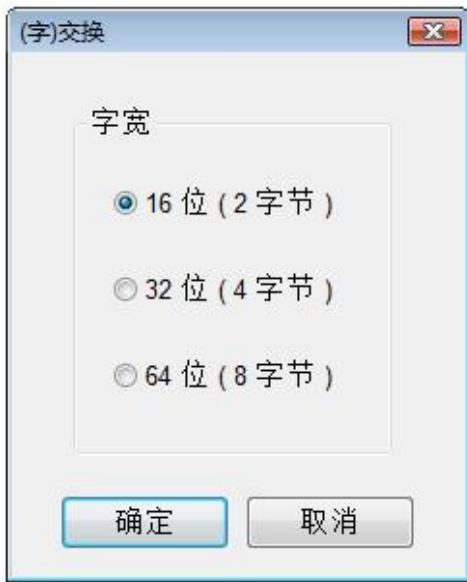 (字)交换
字宽
16 位 ( 2 字节 )
32 位 ( 4 字节 )
64 位 ( 8 字节 )
确定 取消